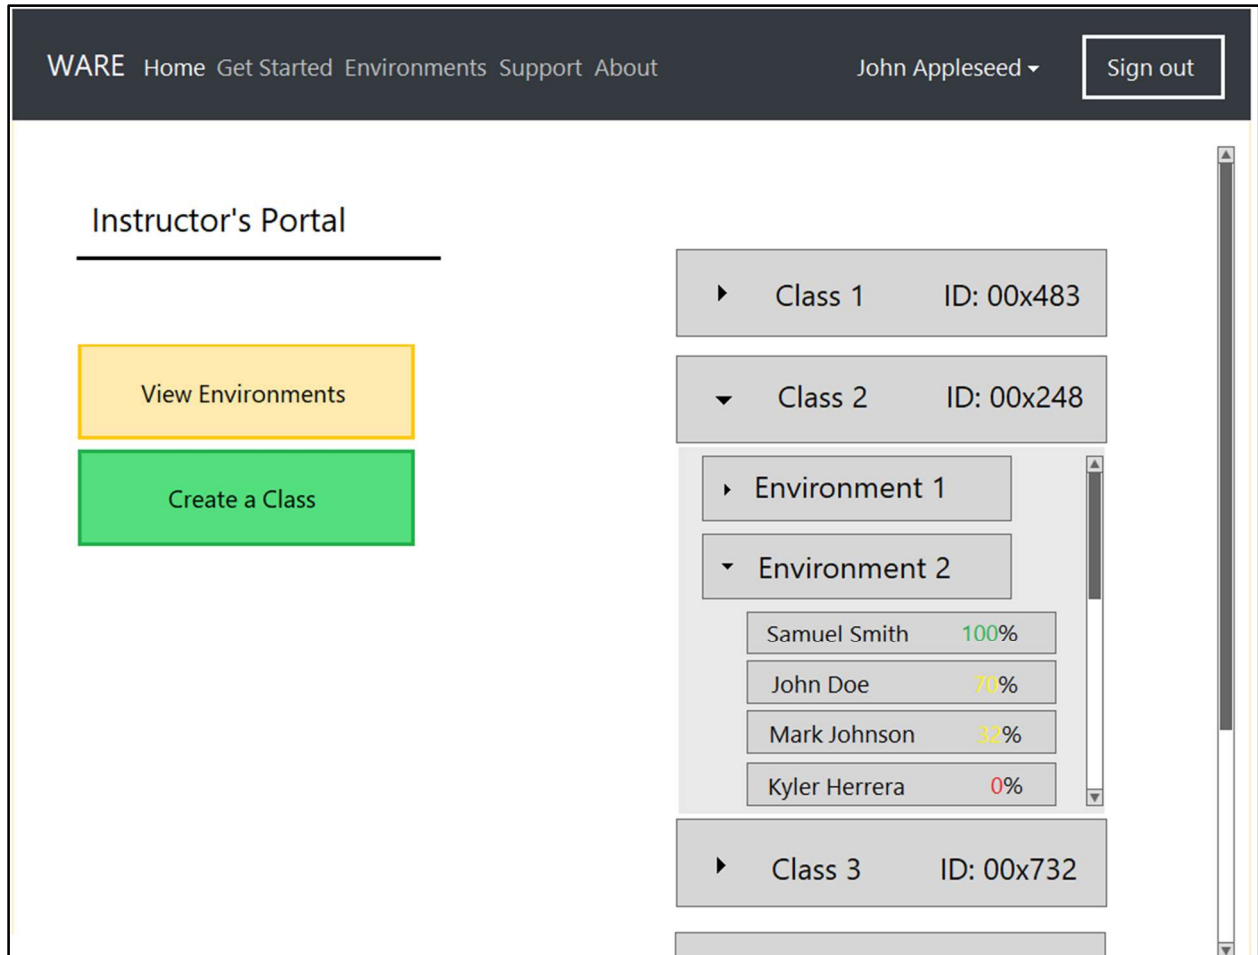 WARE Home Get Started Environments Support About John Appleseed Sign out
Instructor's Portal
View Environments
Create a Class
Class 1 ID: 00x483
Class 2 ID: 00x248
Environment 1
Environment 2
Samuel Smith 100%
John Doe 70%
Mark Johnson 32%
Kyler Herrera 0%
Class 3 ID: 00x732